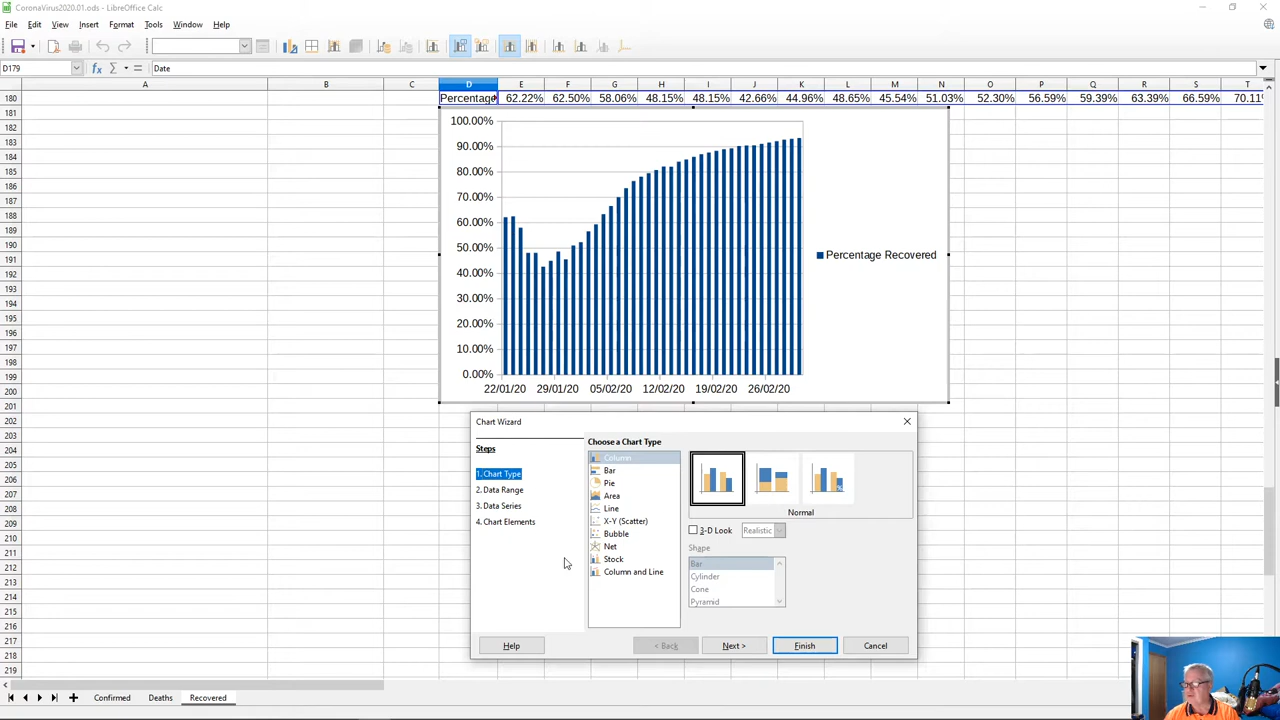 CoronaVirus2020.01.ods - LibreOffice Calc
File Edit View Insert Format Tools Window Help
D179 Date
A B C D E F G H I J K L M N O P Q R S T
180 Percentage 62.22% 62.50% 58.06% 48.15% 48.15% 42.66% 44.96% 48.65% 45.54% 51.03% 52.30% 56.59% 59.39% 63.39% 66.59% 70.11%
181
182
183
184
185
186
187
188
189
190
191
192
193
194
195
196
197
198
199
200
201
202
203
204
205
206
207
208
209
210
211
212
213
214
215
216
217
218
219
100.00%
90.00%
80.00%
70.00%
60.00%
50.00%
40.00%
30.00%
20.00%
10.00%
0.00%
22/01/20 29/01/20 05/02/20 12/02/20 19/02/20 26/02/20
Percentage Recovered
Chart Wizard
Steps
1. Chart Type
2. Data Range
3. Data Series
4. Chart Elements
Choose a Chart Type
Column
Bar
Pie
Area
Line
X-Y (Scatter)
Bubble
Net
Stock
Column and Line
Normal
3-D Look Realistic
Shape
Bar
Cylinder
Cone
Pyramid
Help < Back Next > Finish Cancel
Confirmed Deaths Recovered